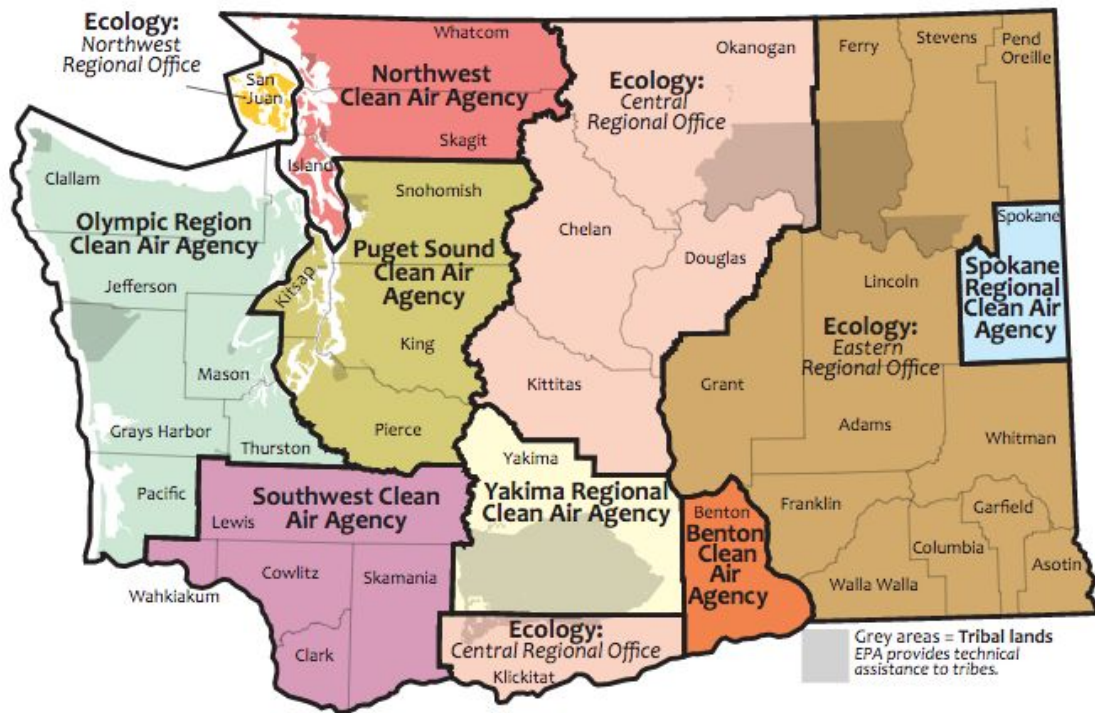 Ecology:
Northwest
Regional Office
San
Juan
Whatcom
Northwest
Clean Air Agency
Skagit
Island
Okanogan
Ecology:
Central
Regional Office
Chelan
Douglas
Kittitas
Ferry
Stevens
Pend
Oreille
Clallam
Olympic Region
Clean Air Agency
Jefferson
Mason
Grays Harbor
Thurston
Pacific
Snohomish
Puget Sound
Clean Air
Agency
Kitsap
King
Pierce
Spokane
Spokane
Regional
Clean Air
Agency
Lincoln
Ecology:
Eastern
Regional Office
Grant
Adams
Whitman
Franklin
Garfield
Columbia
Asotin
Walla Walla
Southwest Clean
Air Agency
Lewis
Cowlitz
Skamania
Wahkiakum
Clark
Yakima
Yakima Regional
Clean Air Agency
Benton
Benton
Clean
Air
Agency
Ecology:
Central Regional Office
Klickitat
Grey areas = Tribal lands
EPA provides technical
assistance to tribes.